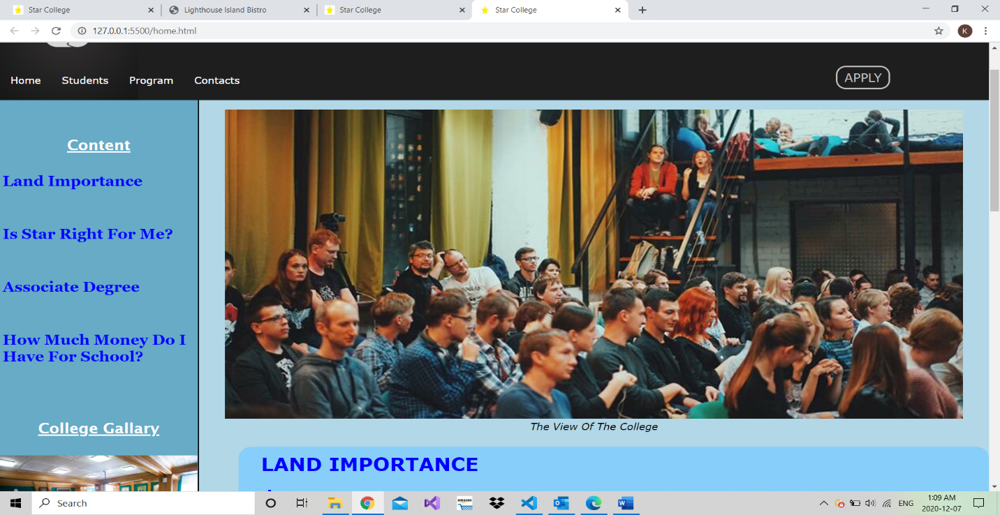 Star College
Lighthouse Island Bistro
Star College
Star College
127.0.0.1:5500/home.html
K
Home
Students
Program
Contacts
APPLY
Content
Land Importance
Is Star Right For Me?
Associate Degree
How Much Money Do I
Have For School?
College Gallary
The View Of The College
LAND IMPORTANCE
Search
amazon
ENG
1:09 AM
2020-12-07